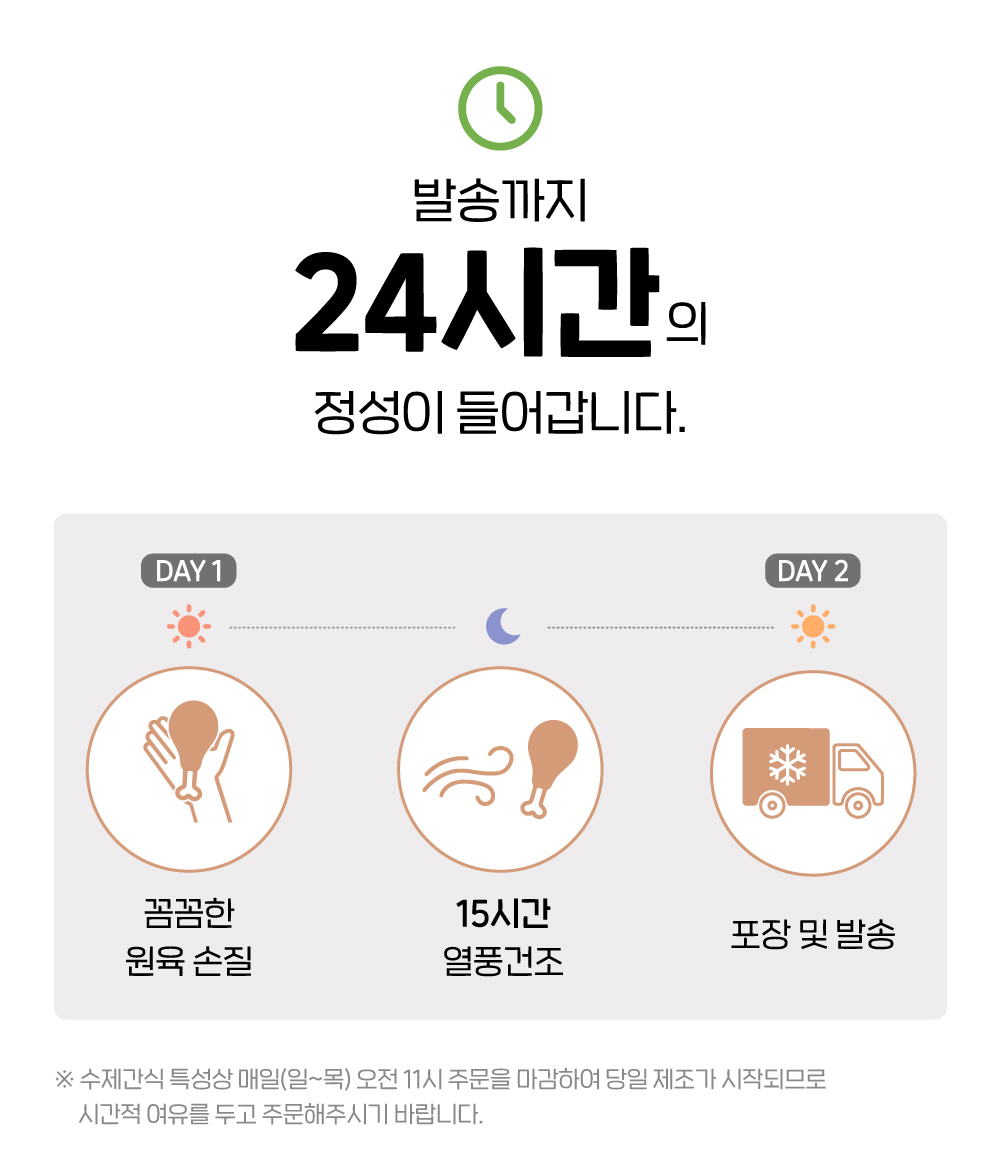 발송까지
24시간의
정성이 들어갑니다.
DAY 1
DAY 2
꼼꼼한
원육 손질
15시간
열풍건조
포장 및 발송
※ 수제간식 특성상 매일(일~목) 오전 11시 주문을 마감하여 당일 제조가 시작되므로
시간적 여유를 두고 주문해주시기 바랍니다.